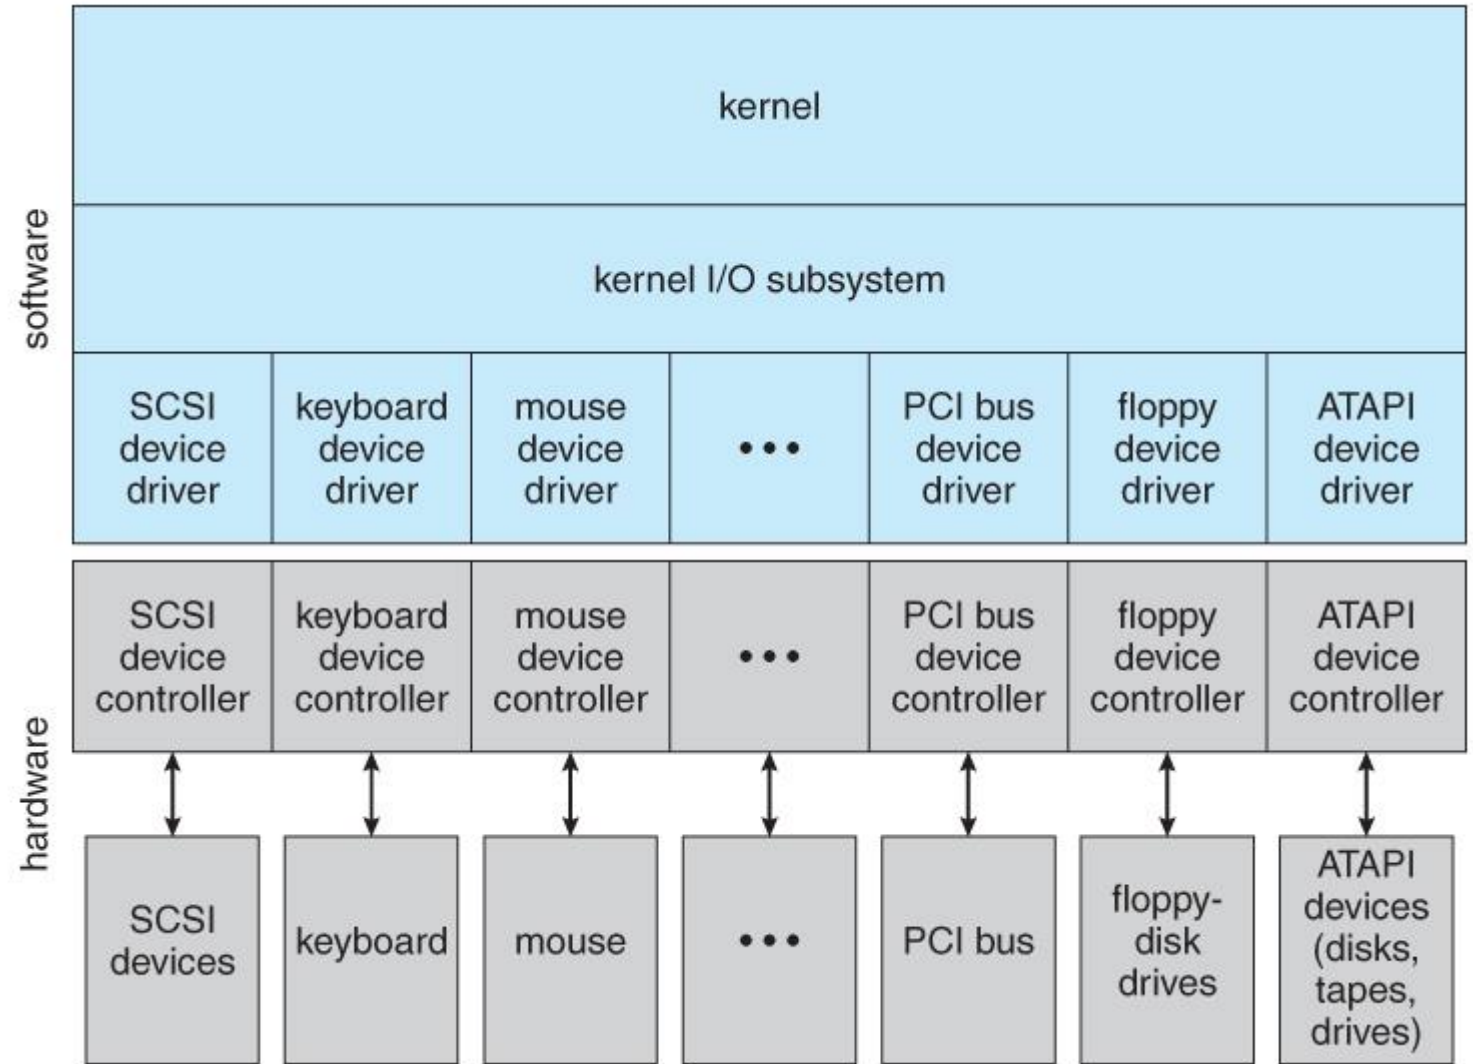 kernel
software
kernel I/O subsystem
SCSI
device
driver
keyboard
device
driver
mouse
device
driver
•••
PCI bus
device
driver
floppy
device
driver
ATAPI
device
driver
hardware
SCSI
device
controller
keyboard
device
controller
mouse
device
controller
•••
PCI bus
device
controller
floppy
device
controller
ATAPI
device
controller
SCSI
devices
keyboard
mouse
•••
PCI bus
floppy-
disk
drives
ATAPI
devices
(disks,
tapes,
drives)